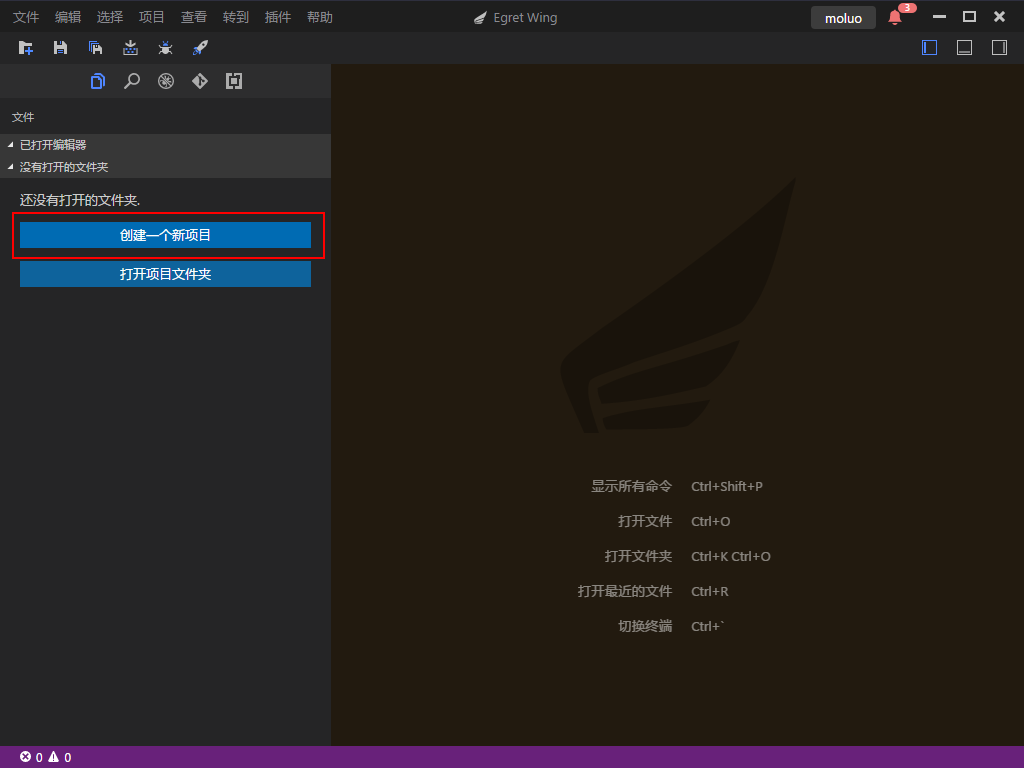 文件 编辑 选择 项目 查看 转到 插件 帮助 Egret Wing moluo 3
文件
已打开编辑器
没有打开的文件夹
还没有打开的文件夹.
创建一个新项目
打开项目文件夹
显示所有命令 Ctrl+Shift+P
打开文件 Ctrl+O
打开文件夹 Ctrl+K Ctrl+O
打开最近的文件 Ctrl+R
切换终端 Ctrl+`
0 0